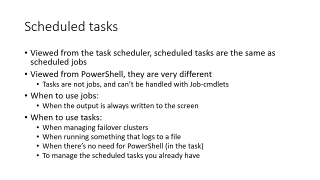 Scheduled tasks
• Viewed from the task scheduler, scheduled tasks are the same as
scheduled jobs
• Viewed from PowerShell, they are very different
• Tasks are not jobs, and can't be handled with Job-cmdlets
• When to use jobs:
• When the output is always written to the screen
• When to use tasks:
• When managing failover clusters
• When running something that logs to a file
• When there's no need for PowerShell (in the task)
• To manage the scheduled tasks you already have